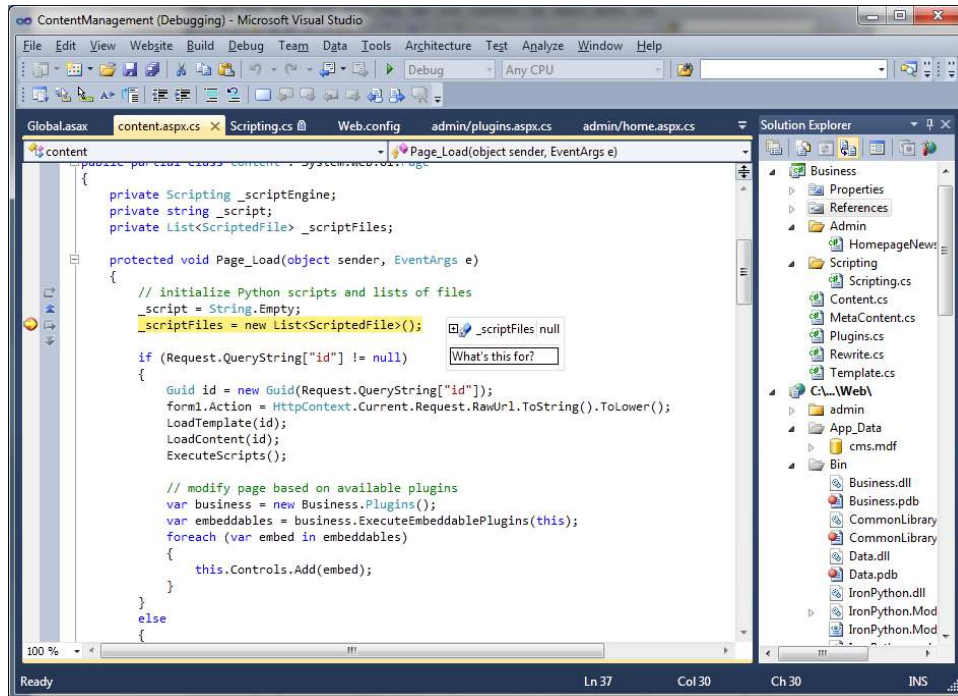 ContentManagement (Debugging) - Microsoft Visual Studio
File Edit View Website Build Debug Team Data Tools Architecture Test Analyze Window Help
Debug Any CPU
Global.asax content.aspx.cs Scripting.cs Web.config admin/plugins.aspx.cs admin/home.aspx.cs
content Page_Load(object sender, EventArgs e)
public partial class content : System.Web.UI.Page
{
private Scripting _scriptEngine;
private string _script;
private List<ScriptedFile> _scriptFiles;
protected void Page_Load(object sender, EventArgs e)
{
// initialize Python scripts and lists of files
_script = String.Empty;
_scriptFiles = new List<ScriptedFile>();
_scriptFiles null
What's this for?
if (Request.QueryString["id"] != null)
{
Guid id = new Guid(Request.QueryString["id"]);
form1.Action = HttpContext.Current.Request.RawUrl.ToString().ToLower();
LoadTemplate(id);
LoadContent(id);
ExecuteScripts();
// modify page based on available plugins
var business = new Business.Plugins();
var embeddables = business.ExecuteEmbeddablePlugins(this);
foreach (var embed in embeddables)
{
this.Controls.Add(embed);
}
}
else
{
100 %
Solution Explorer
Business
Properties
References
Admin
HomepageNews
Scripting
Scripting.cs
Content.cs
MetaContent.cs
Plugins.cs
Rewrite.cs
Template.cs
C:\...\Web\
admin
App_Data
cms.mdf
Bin
Business.dll
Business.pdb
CommonLibrary
CommonLibrary
Data.dll
Data.pdb
IronPython.dll
IronPython.Mod
IronPython.Mod
Ready Ln 37 Col 30 Ch 30 INS